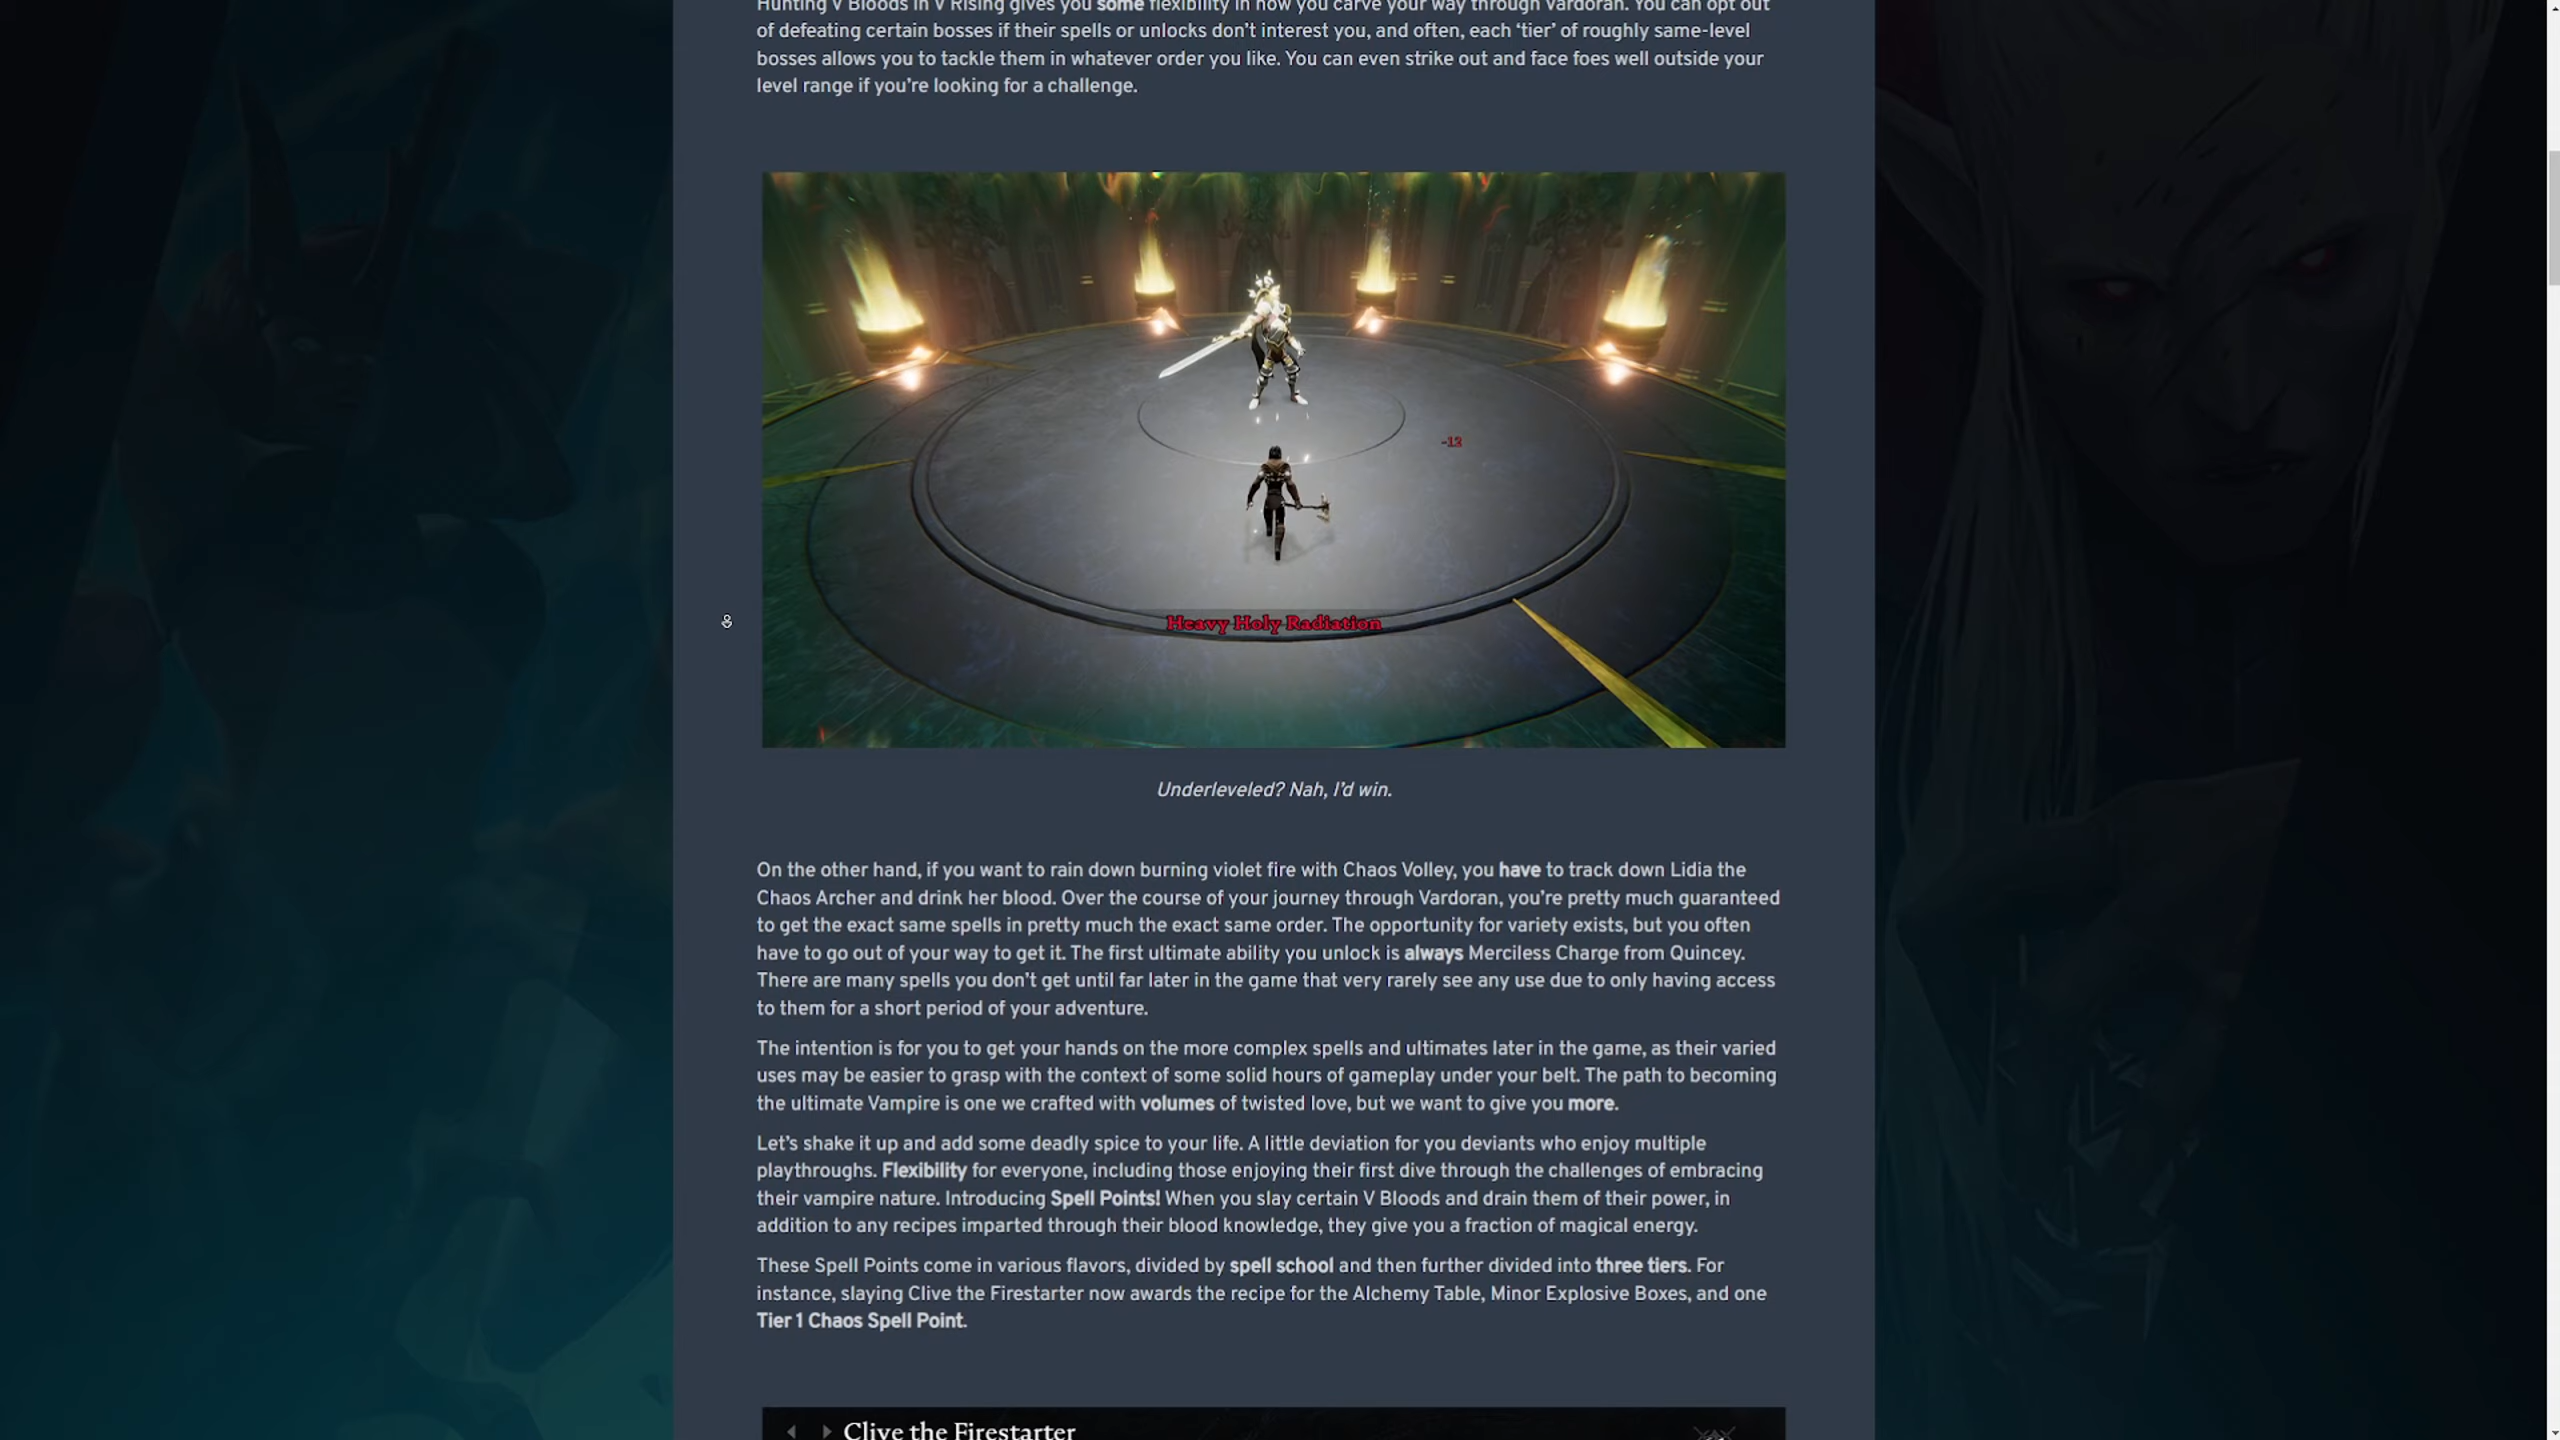 Hunting V Bloods in V Rising gives you some flexibility in how you carve your way through Vardoran. You can opt out
of defeating certain bosses if their spells or unlocks don’t interest you, and often, each ‘tier’ of roughly same-level
bosses allows you to tackle them in whatever order you like. You can even strike out and face foes well outside your
level range if you’re looking for a challenge.
-12
Heavy Holy Radiation
Underleveled? Nah, I’d win.
On the other hand, if you want to rain down burning violet fire with Chaos Volley, you have to track down Lidia the
Chaos Archer and drink her blood. Over the course of your journey through Vardoran, you’re pretty much guaranteed
to get the exact same spells in pretty much the exact same order. The opportunity for variety exists, but you often
have to go out of your way to get it. The first ultimate ability you unlock is always Merciless Charge from Quincey.
There are many spells you don’t get until far later in the game that very rarely see any use due to only having access
to them for a short period of your adventure.
The intention is for you to get your hands on the more complex spells and ultimates later in the game, as their varied
uses may be easier to grasp with the context of some solid hours of gameplay under your belt. The path to becoming
the ultimate Vampire is one we crafted with volumes of twisted love, but we want to give you more.
Let’s shake it up and add some deadly spice to your life. A little deviation for you deviants who enjoy multiple
playthroughs. Flexibility for everyone, including those enjoying their first dive through the challenges of embracing
their vampire nature. Introducing Spell Points! When you slay certain V Bloods and drain them of their power, in
addition to any recipes imparted through their blood knowledge, they give you a fraction of magical energy.
These Spell Points come in various flavors, divided by spell school and then further divided into three tiers. For
instance, slaying Clive the Firestarter now awards the recipe for the Alchemy Table, Minor Explosive Boxes, and one
Tier 1 Chaos Spell Point.
Clive the Firestarter